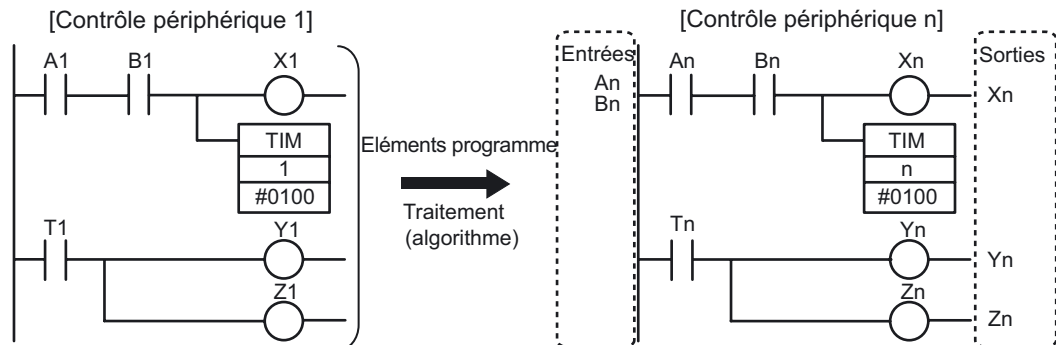 [Contrôle périphérique 1]
A1 B1 X1
TIM
1
#0100
T1 Y1
Z1
Eléments programme
Traitement
(algorithme)
[Contrôle périphérique n]
Entrées
An
Bn
An Bn Xn
TIM
n
#0100
Tn Yn
Zn
Sorties
Xn
Yn
Zn